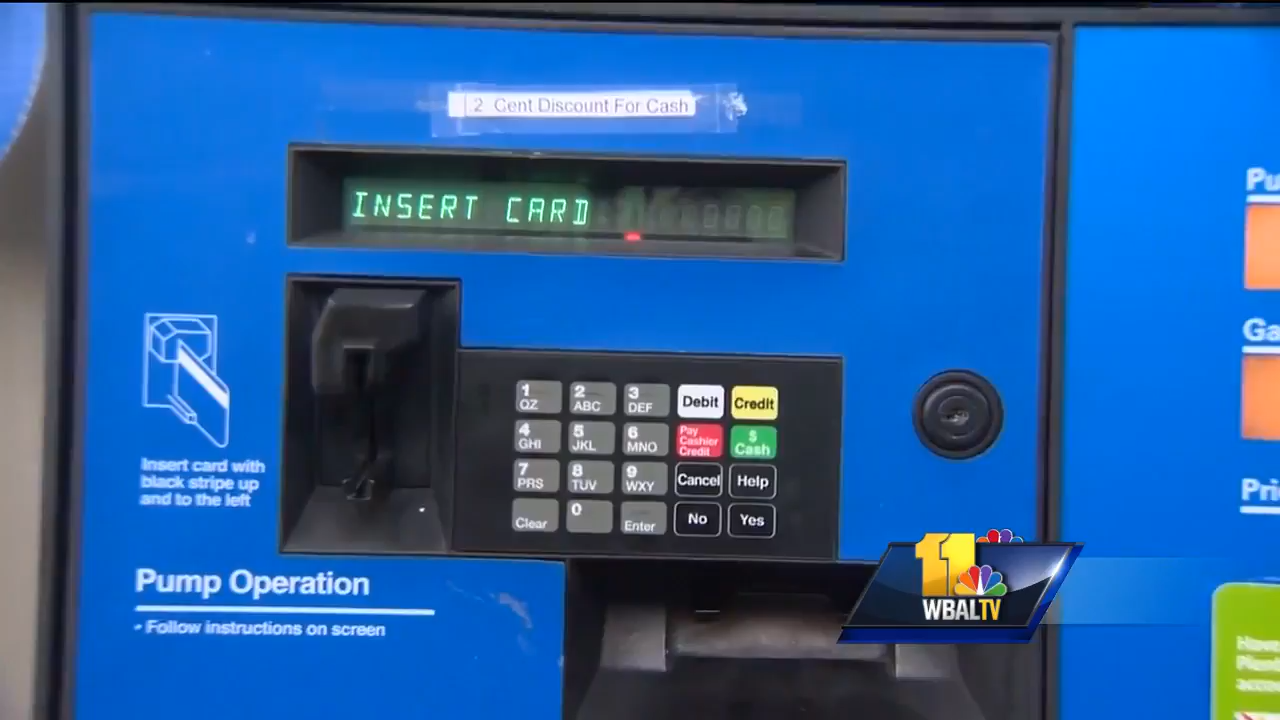 2 Cent Discount For Cash
INSERT CARD
1 QZ
2 ABC
3 DEF
Debit
Credit
4 GHI
5 JKL
6 MNO
Pay Cashier Credit
$ Cash
7 PRS
8 TUV
9 WXY
Cancel
Help
Clear
0
Enter
No
Yes
Insert card with
black stripe up
and to the left
Pump Operation
- Follow instructions on screen
11
WBALTV